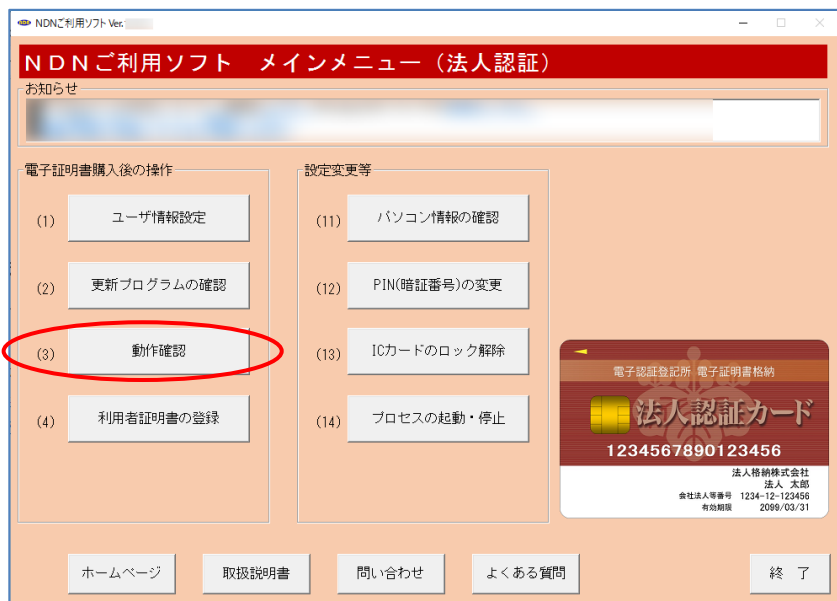 NDNご利用ソフト Ver.
NDNご利用ソフト メインメニュー（法人認証）
お知らせ
電子証明書購入後の操作
(1) ユーザ情報設定
(2) 更新プログラムの確認
(3) 動作確認
(4) 利用者証明書の登録
設定変更等
(11) パソコン情報の確認
(12) PIN(暗証番号)の変更
(13) ICカードのロック解除
(14) プロセスの起動・停止
電子認証登記所 電子証明書格納
法人認証カード
1234567890123456
法人格納株式会社
法人 太郎
会社法人等番号 1234-12-123456
有効期限 2099/03/31
ホームページ
取扱説明書
問い合わせ
よくある質問
終 了